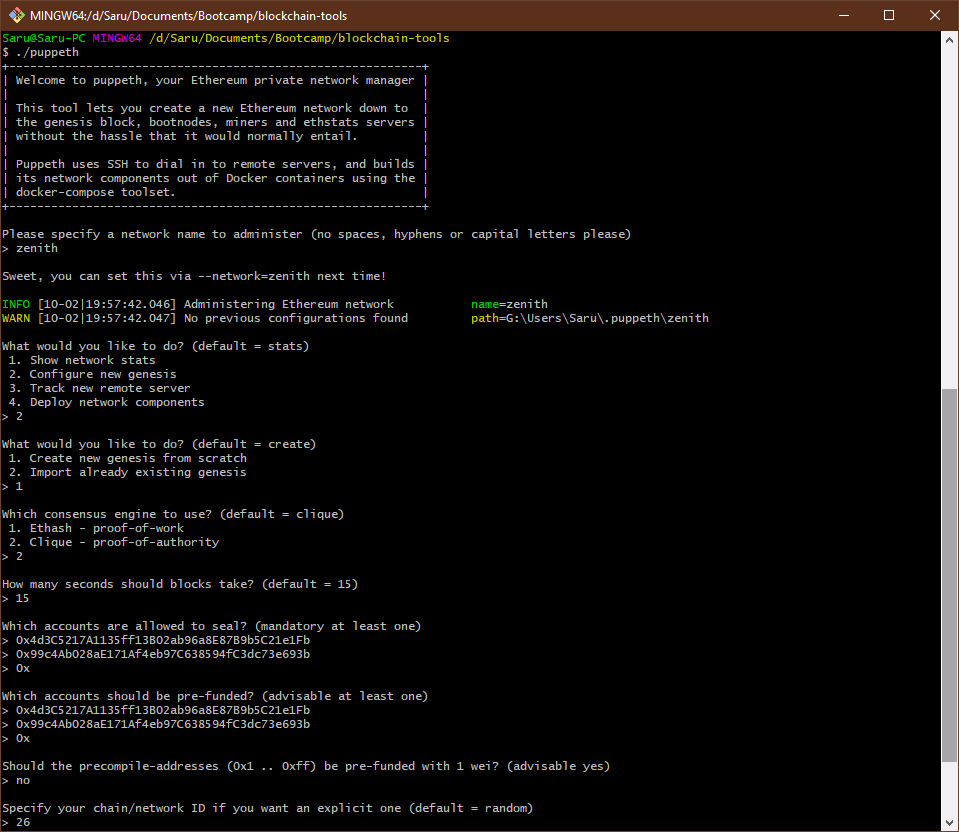 MINGW64:/d/Saru/Documents/Bootcamp/blockchain-tools
Saru@Saru-PC MINGW64 /d/Saru/Documents/Bootcamp/blockchain-tools
$ ./puppeth
+-----------------------------------------------------------+
| Welcome to puppeth, your Ethereum private network manager |
|                                                           |
| This tool lets you create a new Ethereum network down to  |
| the genesis block, bootnodes, miners and ethstats servers |
| without the hassle that it would normally entail.         |
|                                                           |
| Puppeth uses SSH to dial in to remote servers, and builds |
| its network components out of Docker containers using the |
| docker-compose toolset.                                   |
+-----------------------------------------------------------+
Please specify a network name to administer (no spaces, hyphens or capital letters please)
> zenith
Sweet, you can set this via --network=zenith next time!
INFO [10-02|19:57:42.046] Administering Ethereum network           name=zenith
WARN [10-02|19:57:42.047] No previous configurations found         path=G:\Users\Saru\.puppeth\zenith
What would you like to do? (default = stats)
 1. Show network stats
 2. Configure new genesis
 3. Track new remote server
 4. Deploy network components
> 2
What would you like to do? (default = create)
 1. Create new genesis from scratch
 2. Import already existing genesis
> 1
Which consensus engine to use? (default = clique)
 1. Ethash - proof-of-work
 2. Clique - proof-of-authority
> 2
How many seconds should blocks take? (default = 15)
> 15
Which accounts are allowed to seal? (mandatory at least one)
> 0x4d3C5217A1135ff13B02ab96a8E87B9b5C21e1Fb
> 0x99c4Ab028aE171Af4eb97C638594fC3dc73e693b
> 0x
Which accounts should be pre-funded? (advisable at least one)
> 0x4d3C5217A1135ff13B02ab96a8E87B9b5C21e1Fb
> 0x99c4Ab028aE171Af4eb97C638594fC3dc73e693b
> 0x
Should the precompile-addresses (0x1 .. 0xff) be pre-funded with 1 wei? (advisable yes)
> no
Specify your chain/network ID if you want an explicit one (default = random)
> 26